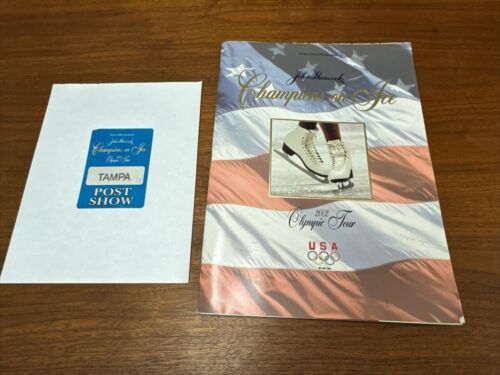 John Hancock
Champions on Ice
Olympic Tour
TAMPA
POST
SHOW
John Hancock
Champions on Ice
2002
Olympic Tour
USA